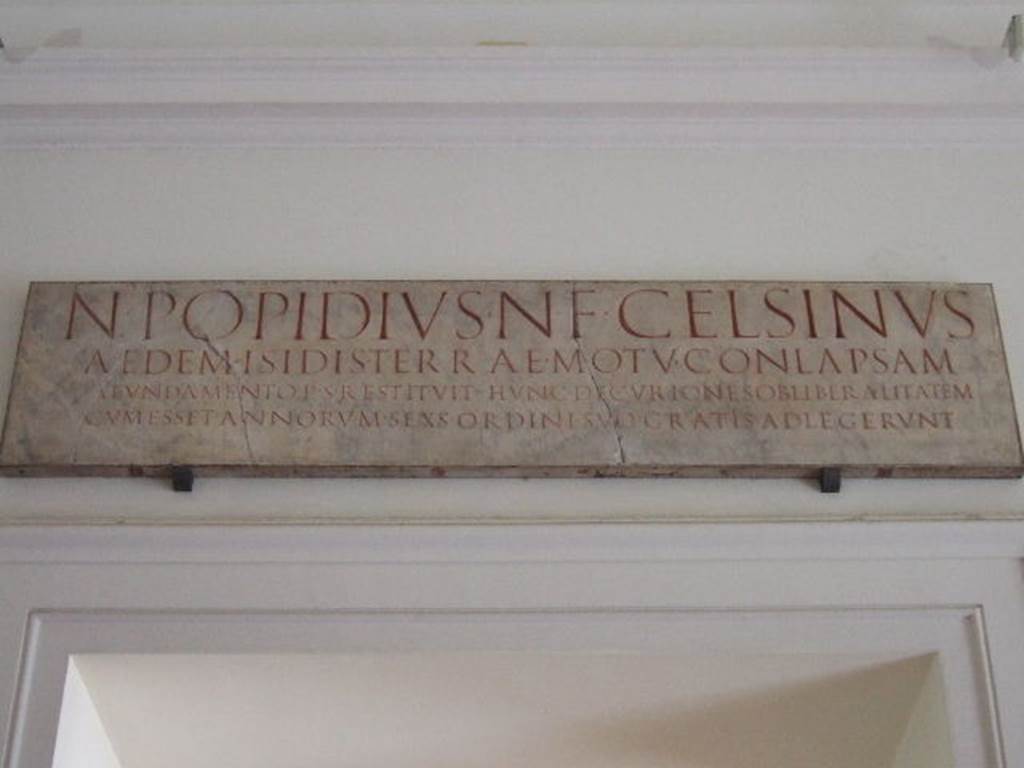 N·POPIDIVS·N·F·CELSINVS
AEDEM·ISIDIS·TERRAE·MOTV·CONLAPSAM
A FVNDAMENTO P·S·RESTITVIT·HVNC DECVRIONES OB LIBERALITATEM
CVM ESSET ANNORVM·SEXS ORDINI SVO GRATIS ADLEGERVNT